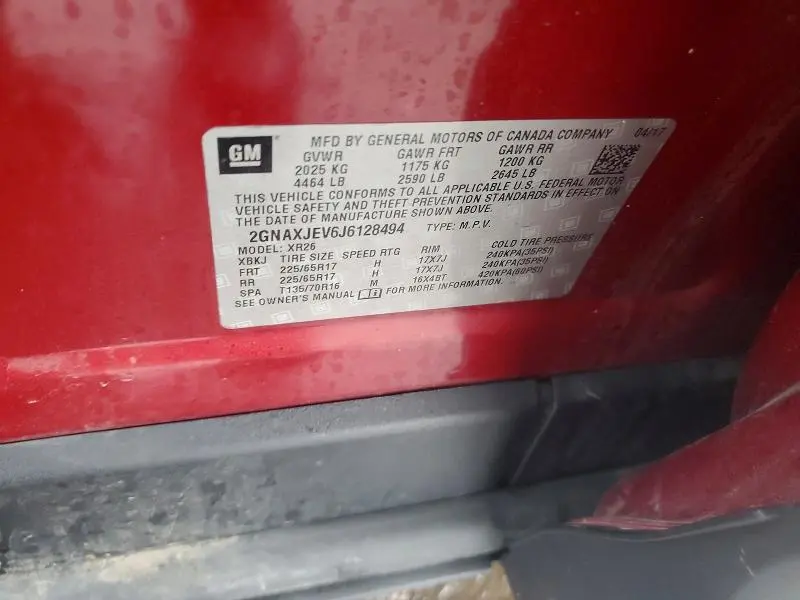 GM
MFD BY GENERAL MOTORS OF CANADA COMPANY 04/17
GVWR GAWR FRT GAWR RR
2025 KG 1175 KG 1200 KG
4464 LB 2590 LB 2645 LB
THIS VEHICLE CONFORMS TO ALL APPLICABLE U.S. FEDERAL MOTOR
VEHICLE SAFETY AND THEFT PREVENTION STANDARDS IN EFFECT ON
THE DATE OF MANUFACTURE SHOWN ABOVE.
2GNAXJEV6J6128494 TYPE: M.P.V.
MODEL: XR26
XBKJ TIRE SIZE SPEED RTG RIM COLD TIRE PRESSURE
FRT 225/65R17 H 17X7J 240KPA(35PSI)
RR 225/65R17 H 17X7J 240KPA(35PSI)
SPA T135/70R16 M 16X4BT 420KPA(60PSI)
SEE OWNER'S MANUAL FOR MORE INFORMATION.